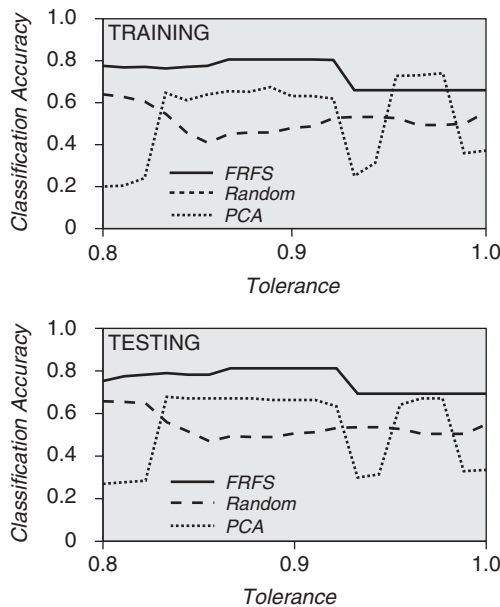 1.0
TRAINING
0.8
0.6
0.4
0.2
0
Classification Accuracy
FRFS
Random
PCA
0.8
0.9
1.0
Tolerance
1.0
TESTING
0.8
0.6
0.4
0.2
0
Classification Accuracy
FRFS
Random
PCA
0.8
0.9
1.0
Tolerance